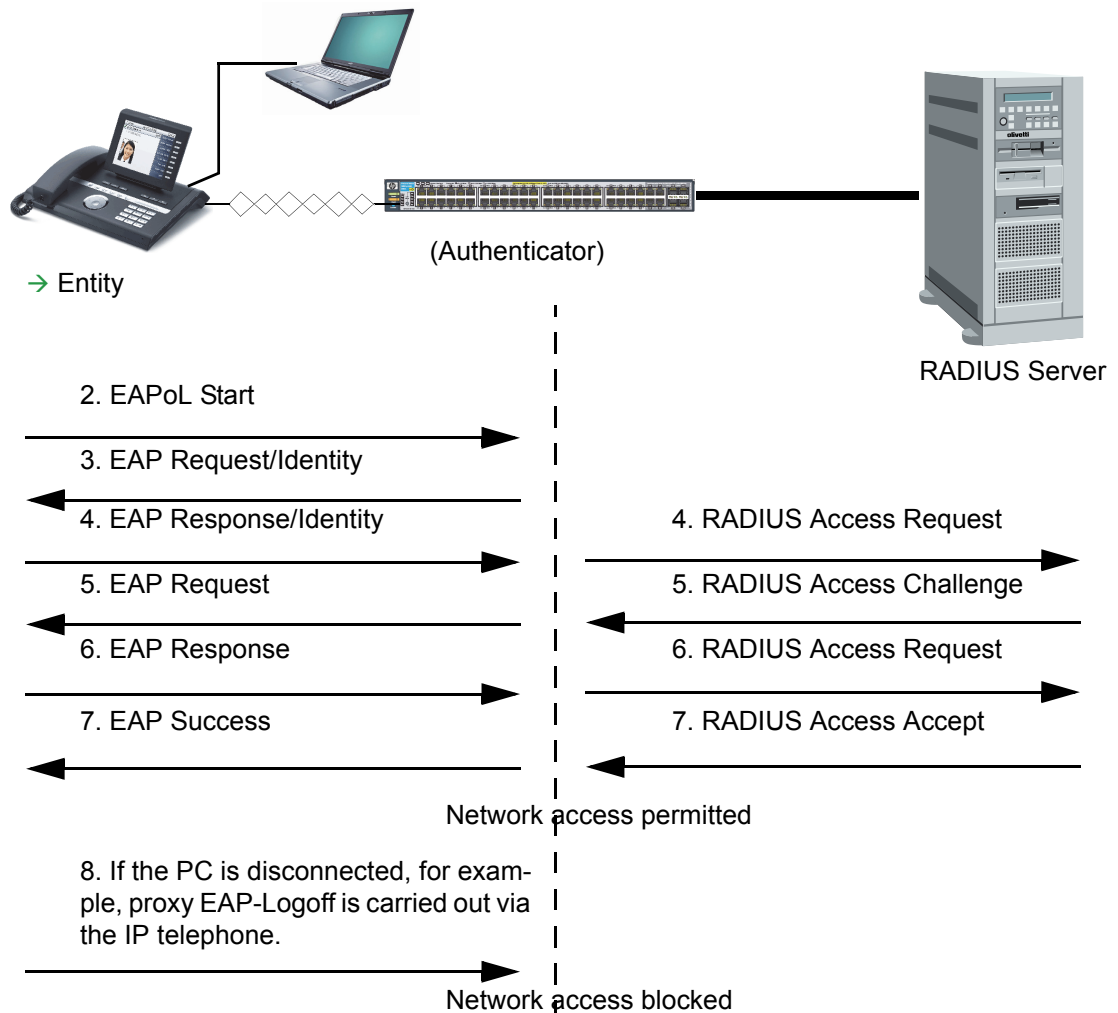 olivetti
(Authenticator)
→ Entity
RADIUS Server
2. EAPoL Start
3. EAP Request/Identity
4. EAP Response/Identity
4. RADIUS Access Request
5. EAP Request
5. RADIUS Access Challenge
6. EAP Response
6. RADIUS Access Request
7. EAP Success
7. RADIUS Access Accept
Network access permitted
8. If the PC is disconnected, for exam-
ple, proxy EAP-Logoff is carried out via
the IP telephone.
Network access blocked